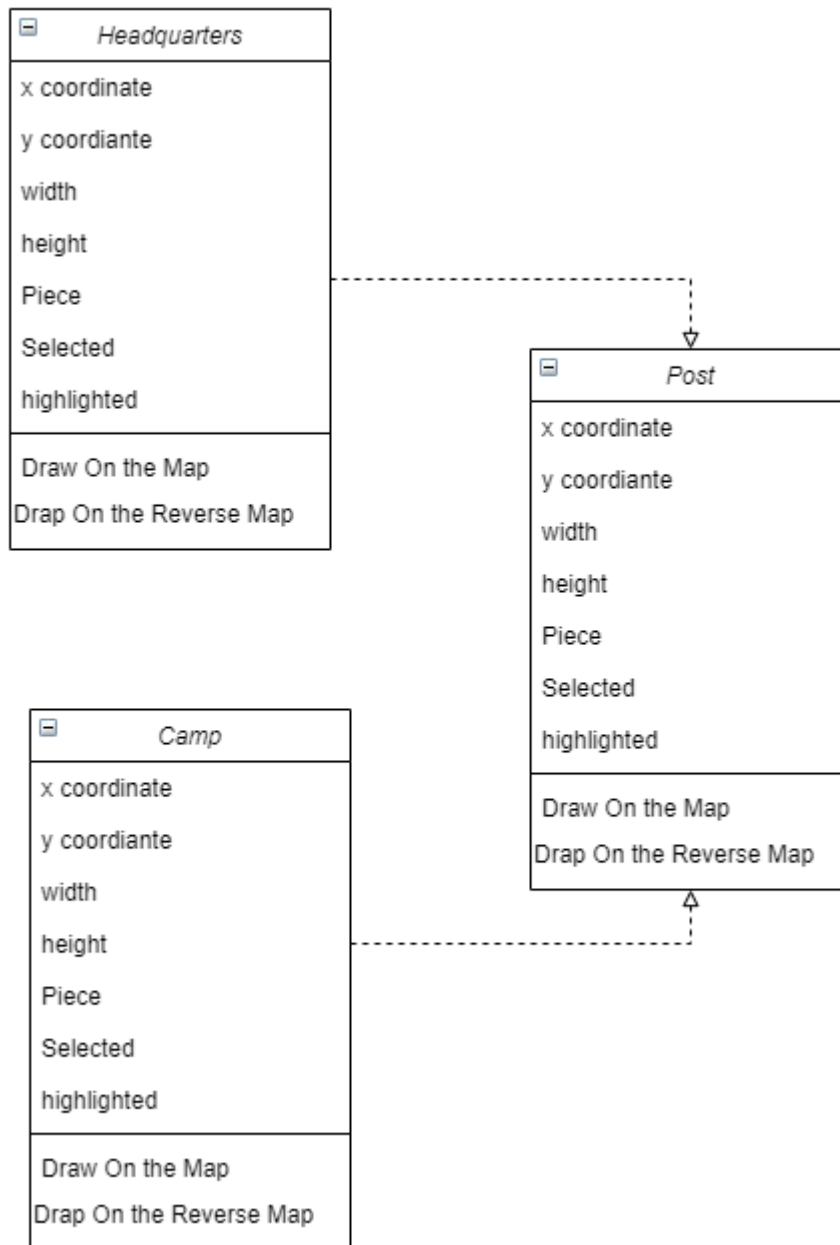 Headquarters
x coordinate
y coordiante
width
height
Piece
Selected
highlighted
Draw On the Map
Drap On the Reverse Map
Post
x coordinate
y coordiante
width
height
Piece
Selected
highlighted
Draw On the Map
Drap On the Reverse Map
Camp
x coordinate
y coordiante
width
height
Piece
Selected
highlighted
Draw On the Map
Drap On the Reverse Map